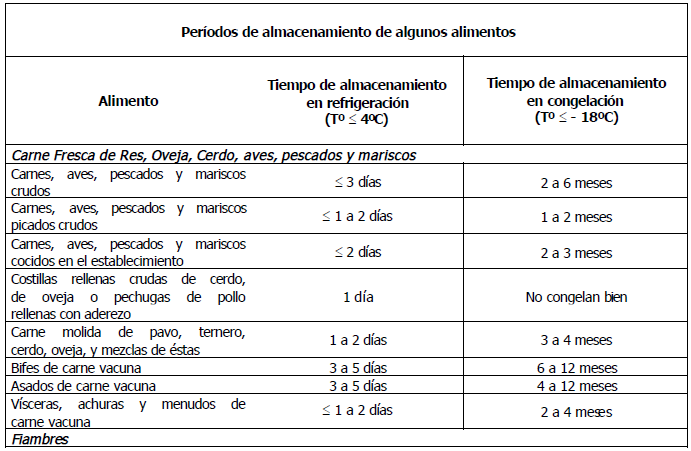 Períodos de almacenamiento de algunos alimentos
Alimento
Tiempo de almacenamiento
en refrigeración
(Tº ≤ 4ºC)
Tiempo de almacenamiento
en congelación
(Tº ≤ - 18ºC)
Carne Fresca de Res, Oveja, Cerdo, aves, pescados y mariscos
Carnes, aves, pescados y mariscos
crudos
≤ 3 días
2 a 6 meses
Carnes, aves, pescados y mariscos
picados crudos
≤ 1 a 2 días
1 a 2 meses
Carnes, aves, pescados y mariscos
cocidos en el establecimiento
≤ 2 días
2 a 3 meses
Costillas rellenas crudas de cerdo,
de oveja o pechugas de pollo
rellenas con aderezo
1 día
No congelan bien
Carne molida de pavo, ternero,
cerdo, oveja, y mezclas de éstas
1 a 2 días
3 a 4 meses
Bifes de carne vacuna
3 a 5 días
6 a 12 meses
Asados de carne vacuna
3 a 5 días
4 a 12 meses
Vísceras, achuras y menudos de
carne vacuna
≤ 1 a 2 días
2 a 4 meses
Fiambres